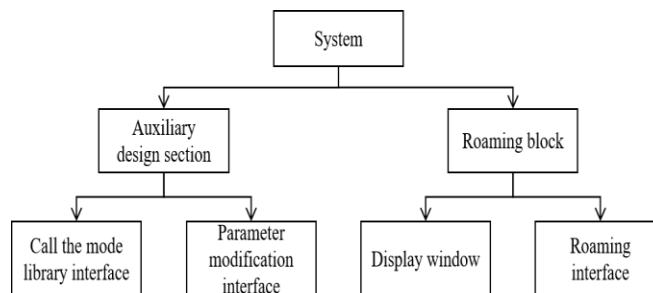 System
Auxiliary
design section
Roaming block
Call the mode
library interface
Parameter
modification
interface
Display window
Roaming
interface